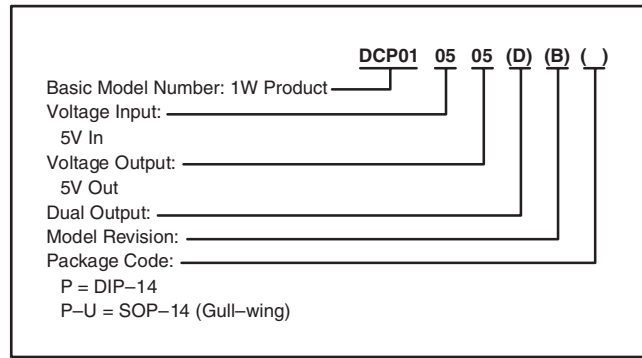 DCP01 05 05 (D) (B) ( )
Basic Model Number: 1W Product
Voltage Input:
5V In
Voltage Output:
5V Out
Dual Output:
Model Revision:
Package Code:
P = DIP–14
P–U = SOP–14 (Gull–wing)